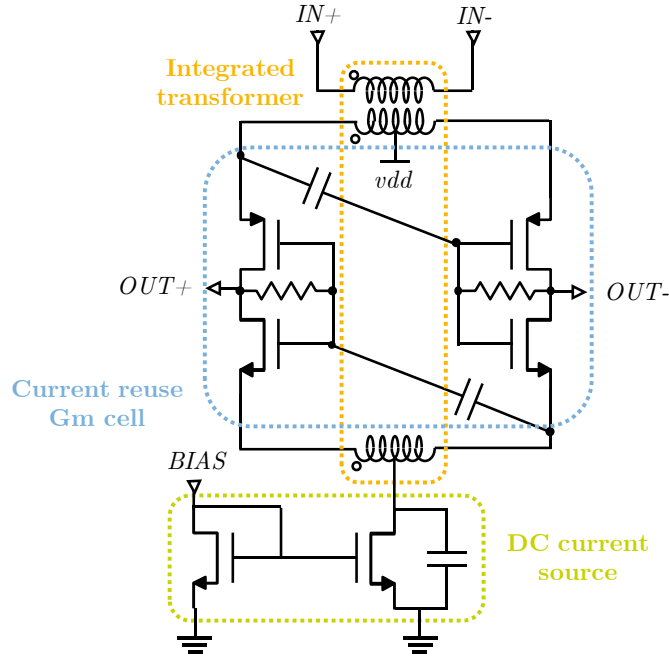 IN+
IN-
Integrated
transformer
vdd
OUT+
OUT-
Current reuse
Gm cell
BIAS
DC current
source